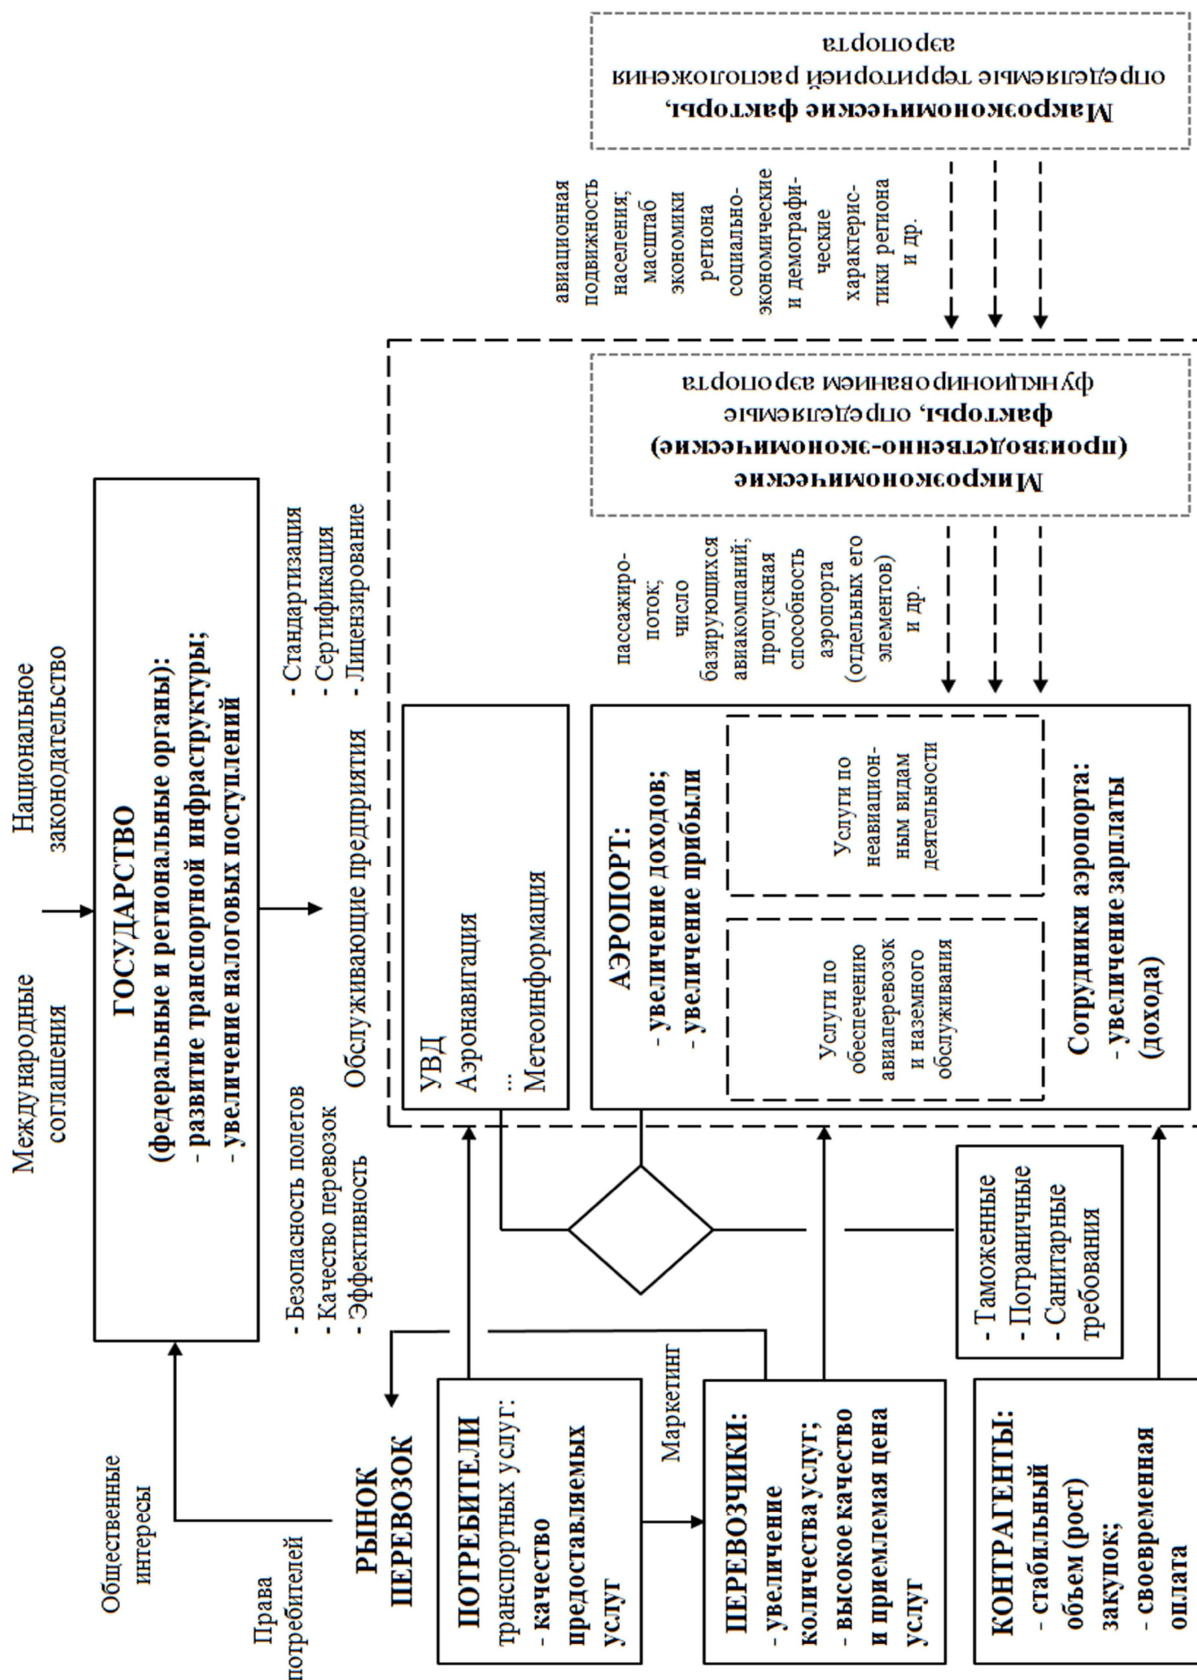 Международные
соглашения
Национальное
законодательство
ГОСУДАРСТВО
(федеральные и региональные органы):
- развитие транспортной инфраструктуры;
- увеличение налоговых поступлений
Общественные
интересы
Права
потребителей
- Безопасность полетов
- Качество перевозок
- Эффективность
- Стандартизация
- Сертификация
- Лицензирование
РЫНОК
ПЕРЕВОЗОК
Обслуживающие предприятия
ПОТРЕБИТЕЛИ
транспортных услуг:
- качество
предоставляемых
услуг
Маркетинг
ПЕРЕВОЗЧИКИ:
- увеличение
количества услуг;
- высокое качество
и приемлемая цена
услуг
КОНТРАГЕНТЫ:
- стабильный
объем (рост)
закупок;
- своевременная
оплата
- Таможенные
- Пограничные
- Санитарные
требования
УВД
Аэронавигация
...
Метеоинформация
АЭРОПОРТ:
- увеличение доходов;
- увеличение прибыли
Услуги по
обеспечению
авиаперевозок
и наземного
обслуживания
Услуги по
неавиацион-
ным видам
деятельности
Сотрудники аэропорта:
- увеличение зарплаты
(дохода)
пассажиро-
поток;
число
базирующихся
авиакомпаний;
пропускная
способность
аэропорта
(отдельных его
элементов)
и др.
Микроэкономические
(производственно-экономические)
факторы, определяемые
функционированием аэропорта
авиационная
подвижность
населения;
масштаб
экономики
региона
социально-
экономические
и демографи-
ческие
характерис-
тики региона
и др.
Макроэкономические факторы,
определяемые территорией расположения
аэропорта